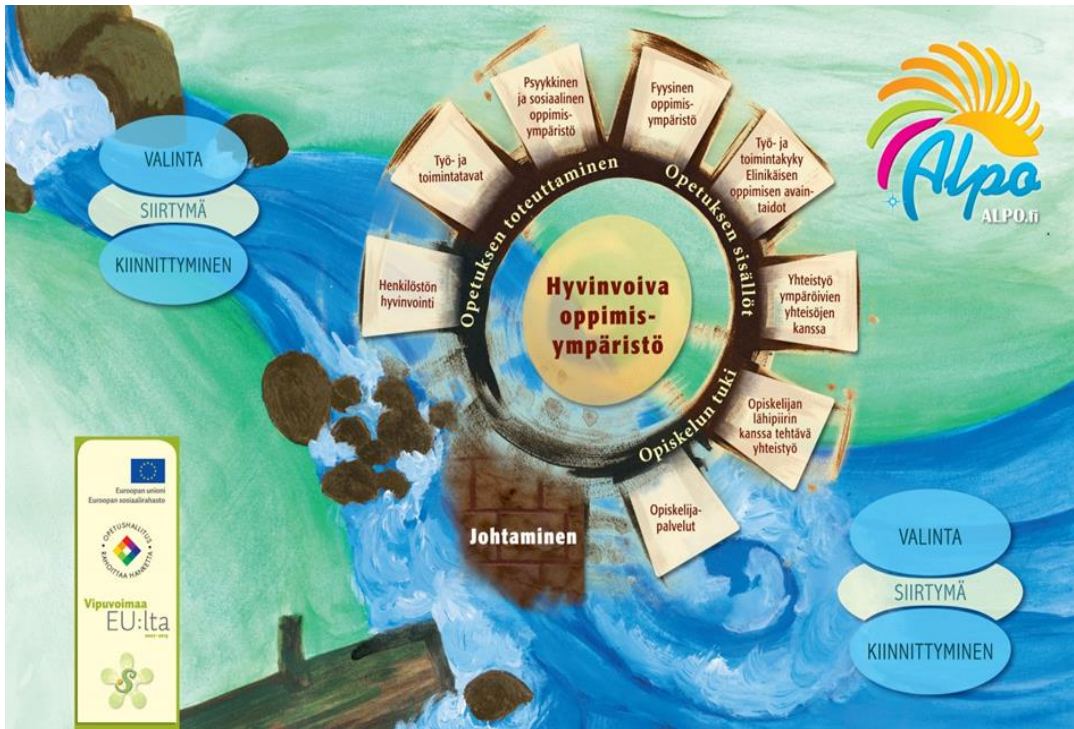 VALINTA
SIIRTYMÄ
KIINNITTYMINEN
Henkilöstön
hyvinvointi
Työ- ja
toimintatavat
Psyykkinen
ja sosiaalinen
oppimis-
ympäristö
Fyysinen
oppimis-
ympäristö
Työ- ja
toimintakyky
Elinikäisen
oppimisen avain-
taidot
Yhteistyö
ympäröivien
yhteisöjen
kanssa
Opiskelijan
lähipiirin
kanssa tehtävä
yhteistyö
Opiskelija-
palvelut
Opetuksen toteuttaminen
Opetuksen sisällöt
Opiskelun tuki
Hyvinvoiva
oppimis-
ympäristö
Johtaminen
Alpo
ALPO.fi
Euroopan unioni
Euroopan sosiaalirahasto
OPETUSHALLITUS
RAHOITTAA HANKETTA
Vipuvoimaa
EU:lta
2007–2013
S
VALINTA
SIIRTYMÄ
KIINNITTYMINEN